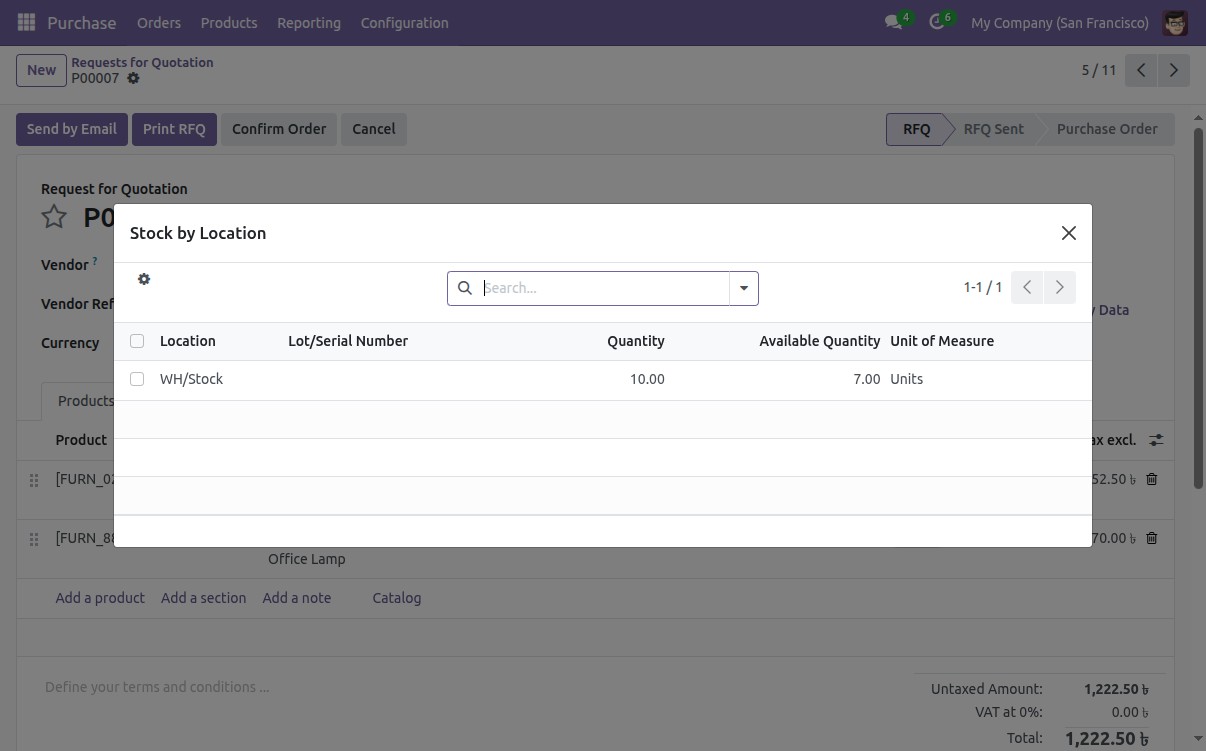 Purchase Orders Products Reporting Configuration 4 6 My Company (San Francisco)
New Requests for Quotation
P00007
5 / 11
Send by Email Print RFQ Confirm Order Cancel RFQ RFQ Sent Purchase Order
Request for Quotation
P0
Stock by Location
Vendor ?
Search...
1-1 / 1
Vendor Ref
Data
Location Lot/Serial Number Quantity Available Quantity Unit of Measure
Currency
WH/Stock 10.00 7.00 Units
Products
Product
ax excl.
[FURN_0
52.50 ৳
[FURN_8
70.00 ৳
Office Lamp
Add a product Add a section Add a note Catalog
Define your terms and conditions ...
Untaxed Amount: 1,222.50 ৳
VAT at 0%: 0.00 ৳
Total: 1,222.50 ৳